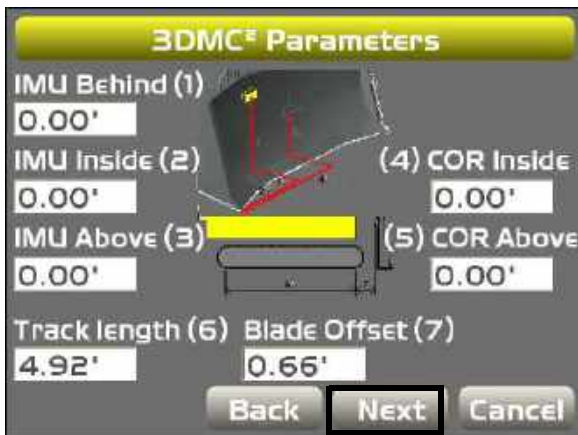 3DMC² Parameters
IMU Behind (1)
0.00'
IMU Inside (2)
(4) COR Inside
0.00'
0.00'
IMU Above (3)
(5) COR Above
0.00'
0.00'
Track length (6)
Blade Offset (7)
4.92'
0.66'
Back
Next
Cancel